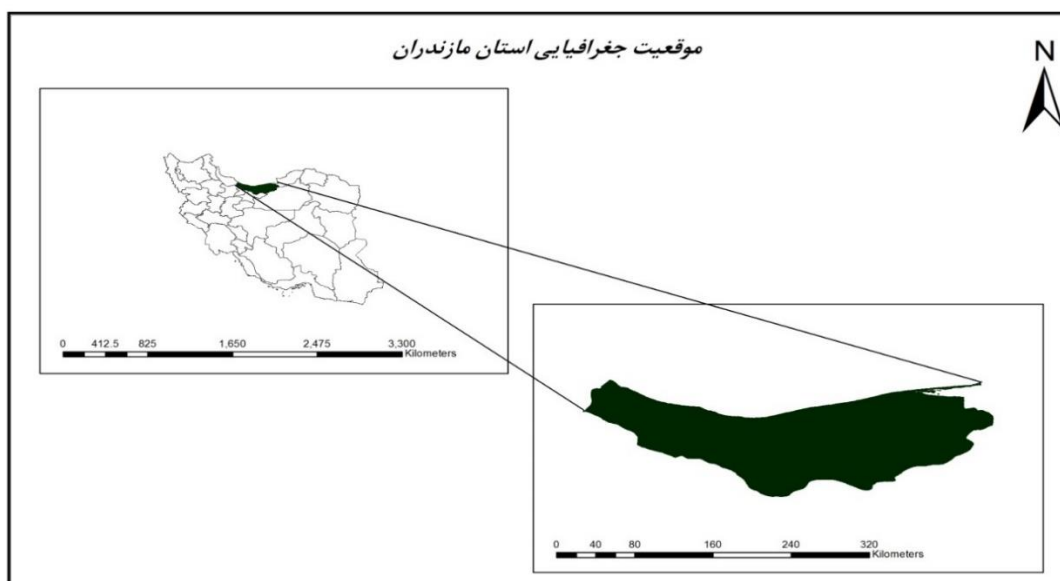 موقعیت جغرافیایی استان مازندران
N
0 412.5 825 1,650 2,475 3,300
Kilometers
0 40 80 160 240 320
Kilometers